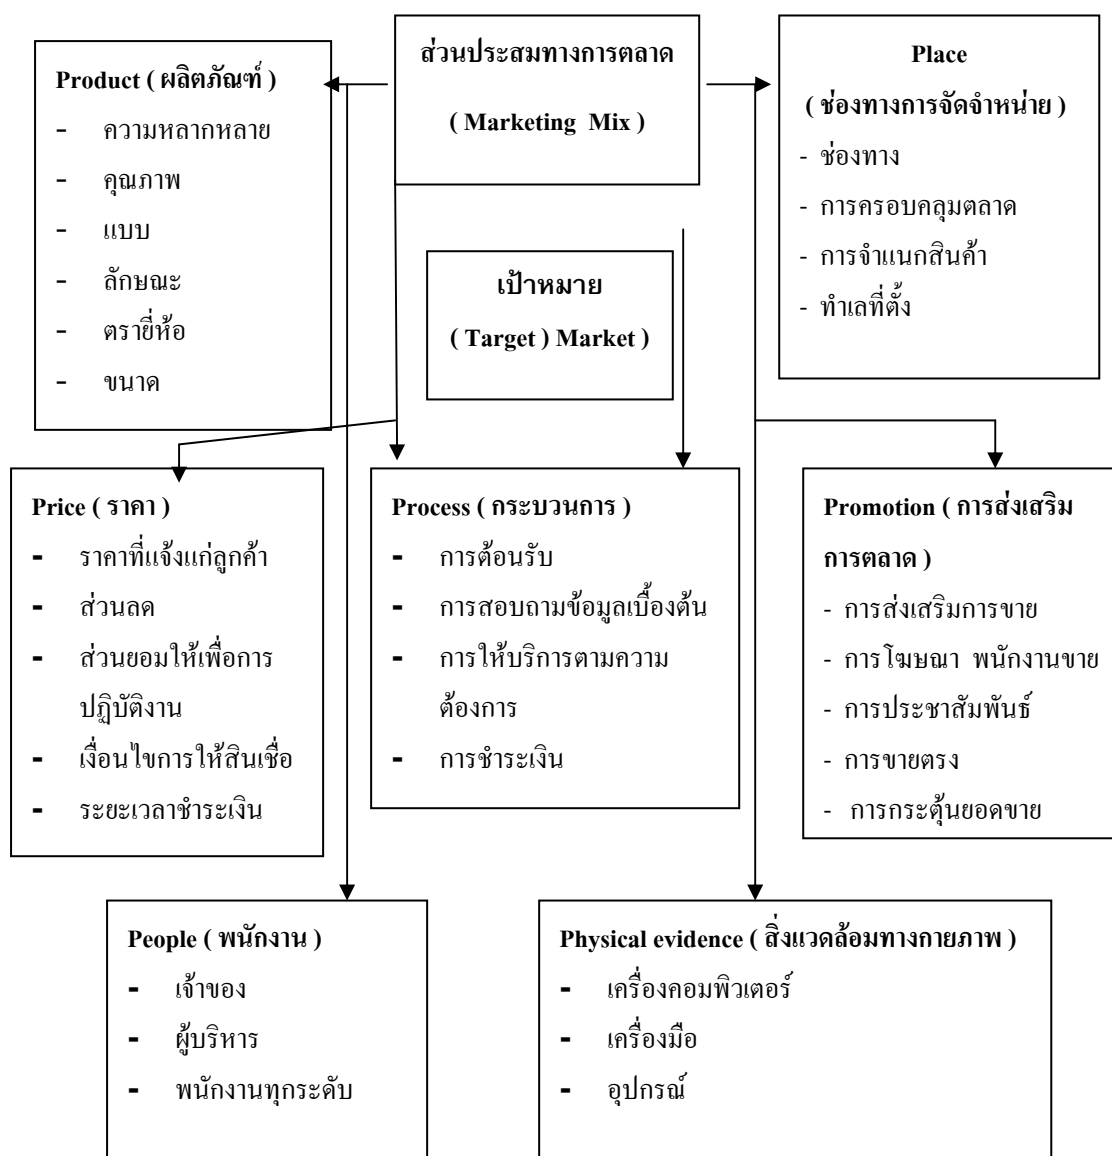 ส่วนประสมทางการตลาด
( Marketing Mix )
Product ( ผลิตภัณฑ์ )
- ความหลากหลาย
- คุณภาพ
- แบบ
- ลักษณะ
- ตรายี่ห้อ
- ขนาด
Place
( ช่องทางการจัดจำหน่าย )
- ช่องทาง
- การครอบคลุมตลาด
- การจำแนกสินค้า
- ทำเลที่ตั้ง
เป้าหมาย
( Target ) Market )
Price ( ราคา )
- ราคาที่แจ้งแก่ลูกค้า
- ส่วนลด
- ส่วนยอมให้เพื่อการ
ปฏิบัติงาน
- เงื่อนไขการให้สินเชื่อ
- ระยะเวลาชำระเงิน
Process ( กระบวนการ )
- การต้อนรับ
- การสอบถามข้อมูลเบื้องต้น
- การให้บริการตามความ
ต้องการ
- การชำระเงิน
Promotion ( การส่งเสริม
การตลาด )
- การส่งเสริมการขาย
- การโฆษณา พนักงานขาย
- การประชาสัมพันธ์
- การขายตรง
- การกระตุ้นยอดขาย
People ( พนักงาน )
- เจ้าของ
- ผู้บริหาร
- พนักงานทุกระดับ
Physical evidence ( สิ่งแวดล้อมทางกายภาพ )
- เครื่องคอมพิวเตอร์
- เครื่องมือ
- อุปกรณ์